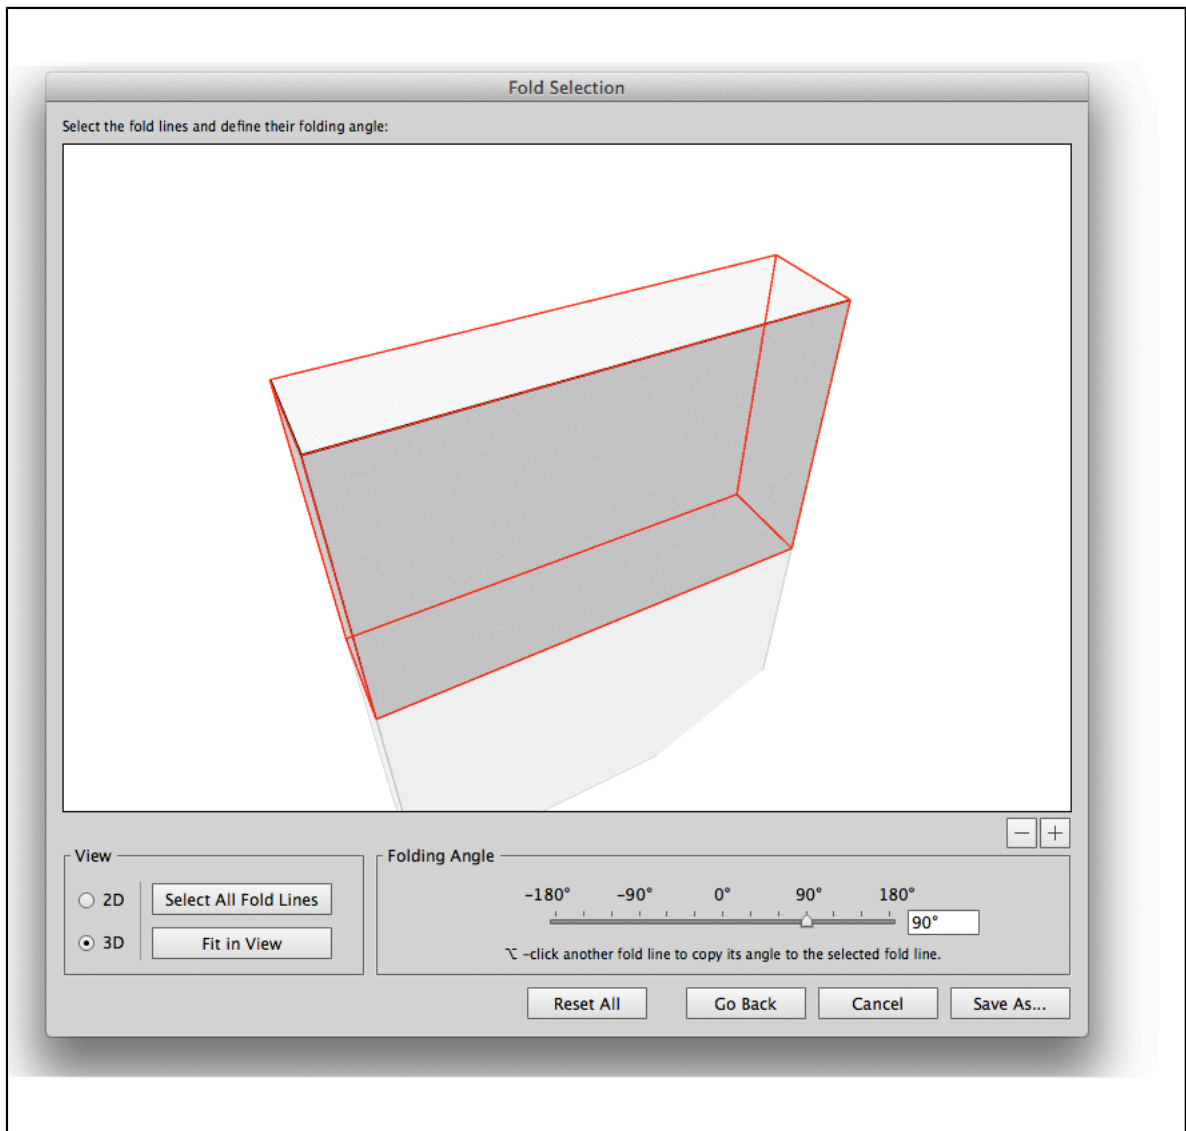 Fold Selection
Select the fold lines and define their folding angle:
− +
View
2D
Select All Fold Lines
3D
Fit in View
Folding Angle
-180° -90° 0° 90° 180°
90°
⌥ -click another fold line to copy its angle to the selected fold line.
Reset All Go Back Cancel Save As...